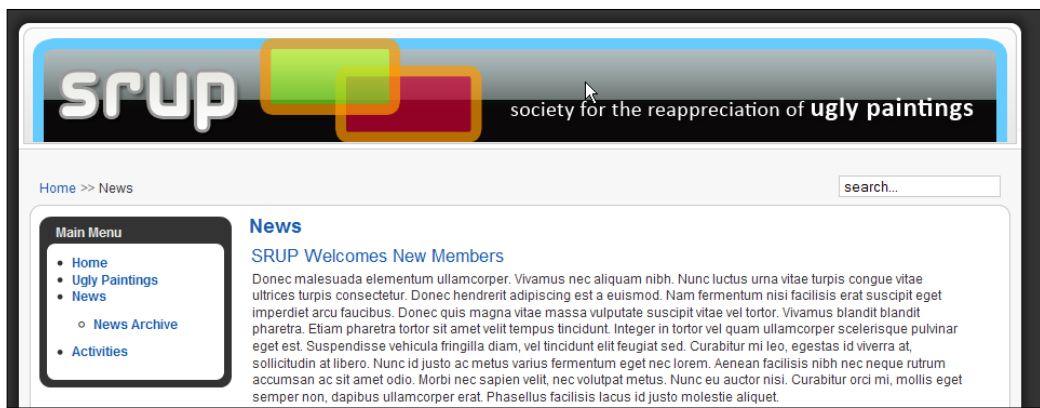 srup
society for the reappreciation of ugly paintings
Home >> News
search...
Main Menu
Home
Ugly Paintings
News
News Archive
Activities
News
SRUP Welcomes New Members
Donec malesuada elementum ullamcorper. Vivamus nec aliquam nibh. Nunc luctus urna vitae turpis congue vitae
ultrices turpis consectetur. Donec hendrerit adipiscing est a euismod. Nam fermentum nisi facilisis erat suscipit eget
imperdiet arcu faucibus. Donec quis magna vitae massa vulputate suscipit vitae vel tortor. Vivamus blandit blandit
pharetra. Etiam pharetra tortor sit amet velit tempus tincidunt. Integer in tortor vel quam ullamcorper scelerisque pulvinar
eget est. Suspendisse vehicula fringilla diam, vel tincidunt elit feugiat sed. Curabitur mi leo, egestas id viverra at,
sollicitudin at libero. Nunc id justo ac metus varius fermentum eget nec lorem. Aenean facilisis nibh nec neque rutrum
accumsan ac sit amet odio. Morbi nec sapien velit, nec volutpat metus. Nunc eu auctor nisi. Curabitur orci mi, mollis eget
semper non, dapibus ullamcorper erat. Phasellus facilisis lacus id justo molestie aliquet.